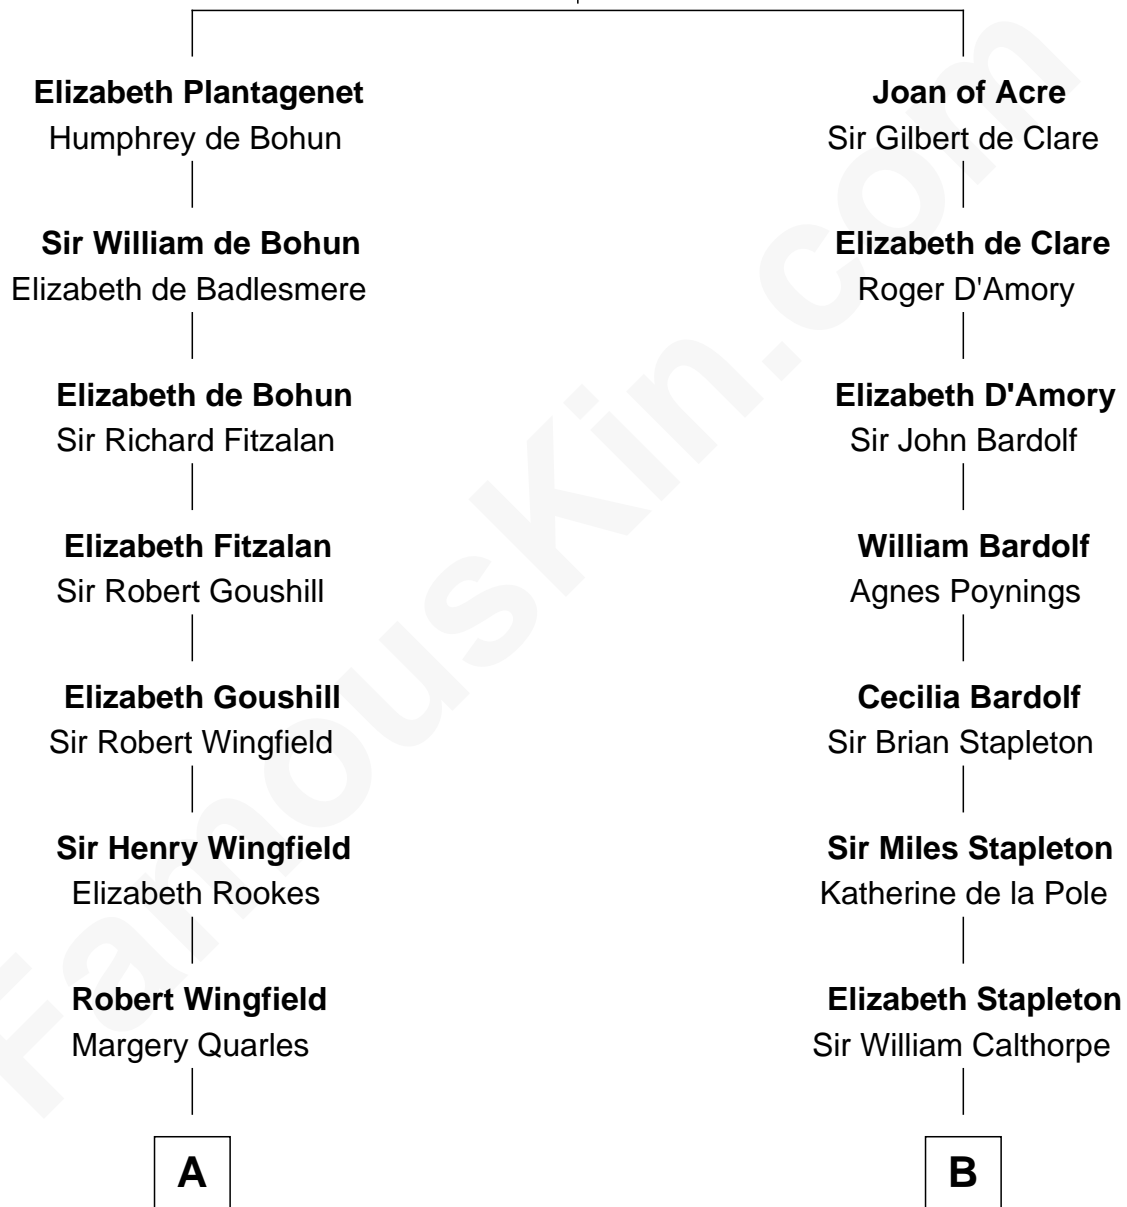 Elizabeth Plantagenet
Humphrey de Bohun
Sir William de Bohun
Elizabeth de Badlesmere
Elizabeth de Bohun
Sir Richard Fitzalan
Elizabeth Fitzalan
Sir Robert Goushill
Elizabeth Goushill
Sir Robert Wingfield
Sir Henry Wingfield
Elizabeth Rookes
Robert Wingfield
Margery Quarles
A
Joan of Acre
Sir Gilbert de Clare
Elizabeth de Clare
Roger D'Amory
Elizabeth D'Amory
Sir John Bardolf
William Bardolf
Agnes Poynings
Cecilia Bardolf
Sir Brian Stapleton
Sir Miles Stapleton
Katherine de la Pole
Elizabeth Stapleton
Sir William Calthorpe
B
FamousKin.com